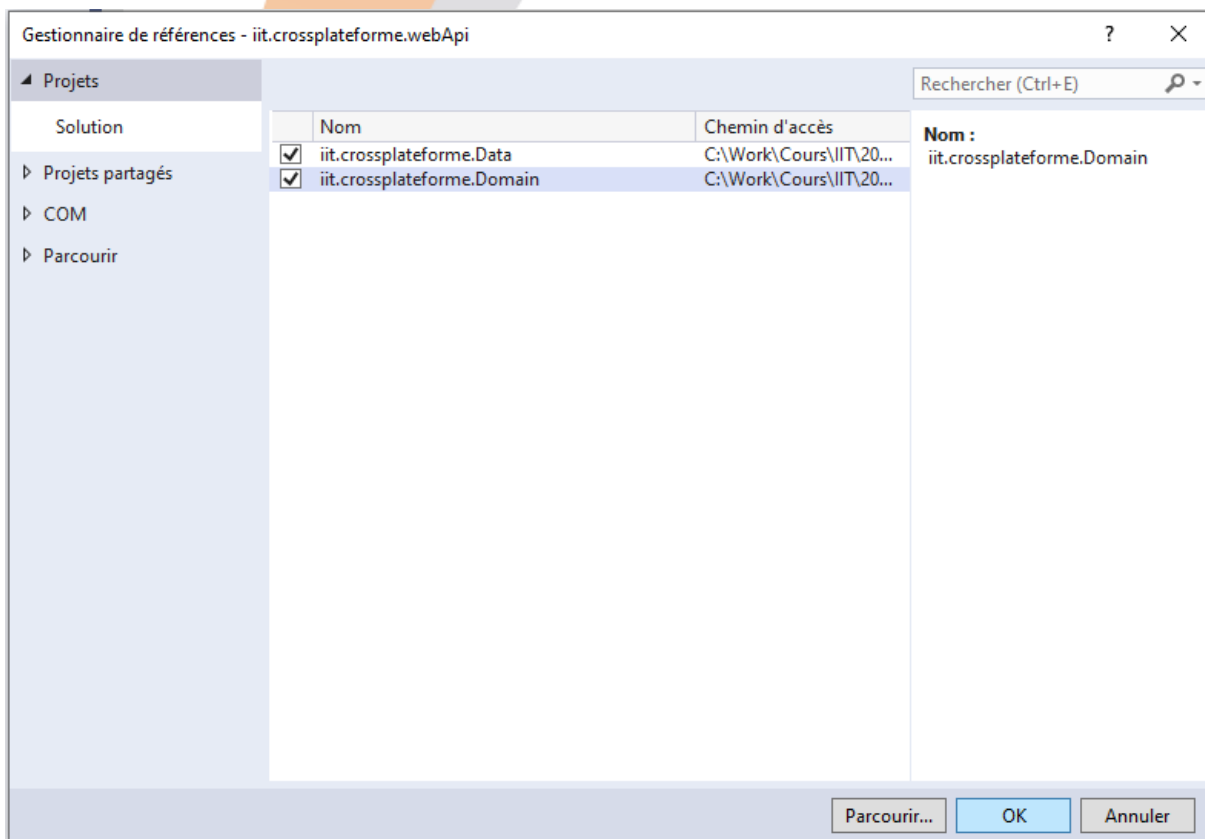 Gestionnaire de références - iit.crossplateforme.webApi ?
Projets
Solution
Projets partagés
COM
Parcourir
Nom Chemin d'accès
iit.crossplateforme.Data C:\Work\Cours\IIT\20...
iit.crossplateforme.Domain C:\Work\Cours\IIT\20...
Rechercher (Ctrl+E)
Nom :
iit.crossplateforme.Domain
Parcourir... OK Annuler